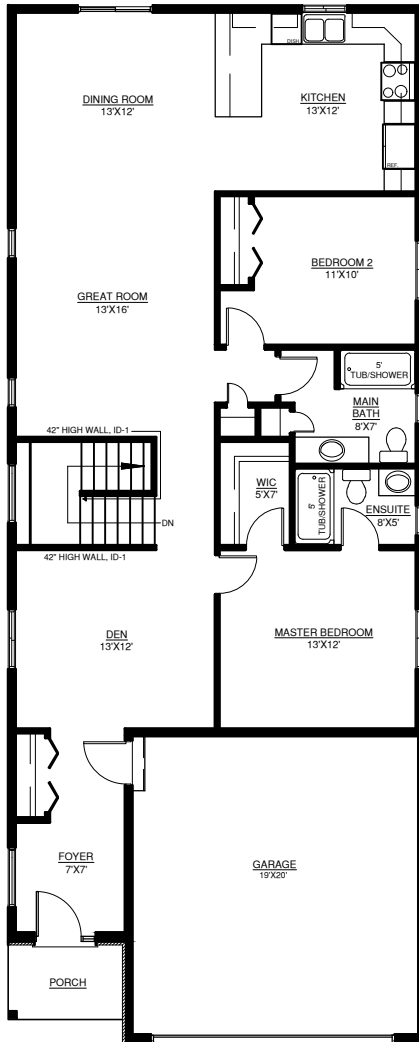 DISH.
DINING ROOM
13'X12'
KITCHEN
13'X12'
REF.
BEDROOM 2
11'X10'
GREAT ROOM
13'X16'
5'
TUB/SHOWER
MAIN
BATH
8'X7'
42" HIGH WALL, ID-1
WIC
5'X7'
5'
TUB/SHOWER
ENSUITE
8'X5'
DN
42" HIGH WALL, ID-1
DEN
13'X12'
MASTER BEDROOM
13'X12'
FOYER
7'X7'
GARAGE
19'X20'
PORCH